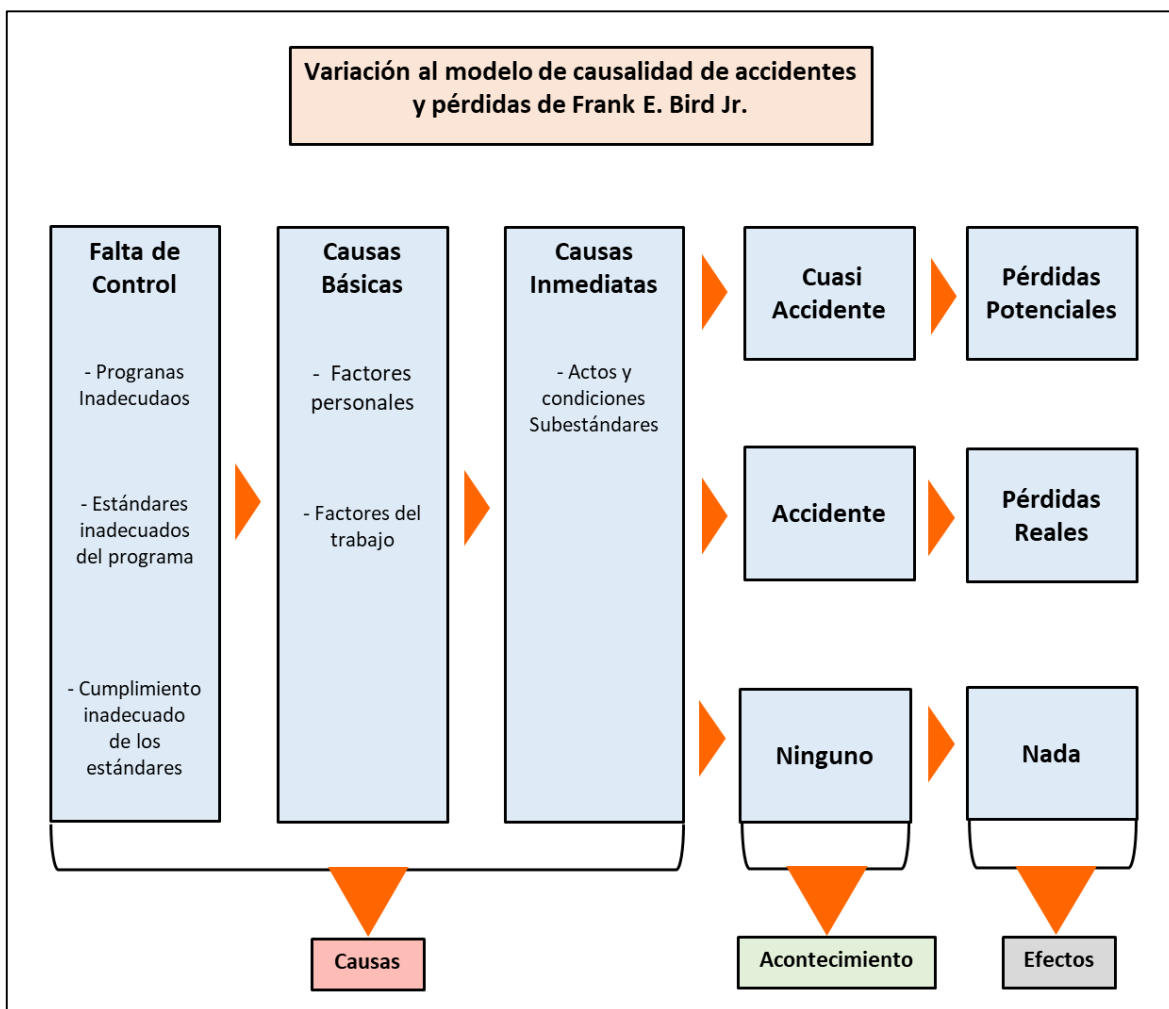 Variación al modelo de causalidad de accidentes
y pérdidas de Frank E. Bird Jr.
Falta de
Control
- Progranas
Inadecudaos
- Estándares
inadecuados
del programa
- Cumplimiento
inadecuado
de los
estándares
Causas
Básicas
- Factores
personales
- Factores del
trabajo
Causas
Inmediatas
- Actos y
condiciones
Subestándares
Cuasi
Accidente
Pérdidas
Potenciales
Accidente
Pérdidas
Reales
Ninguno
Nada
Causas
Acontecimiento
Efectos